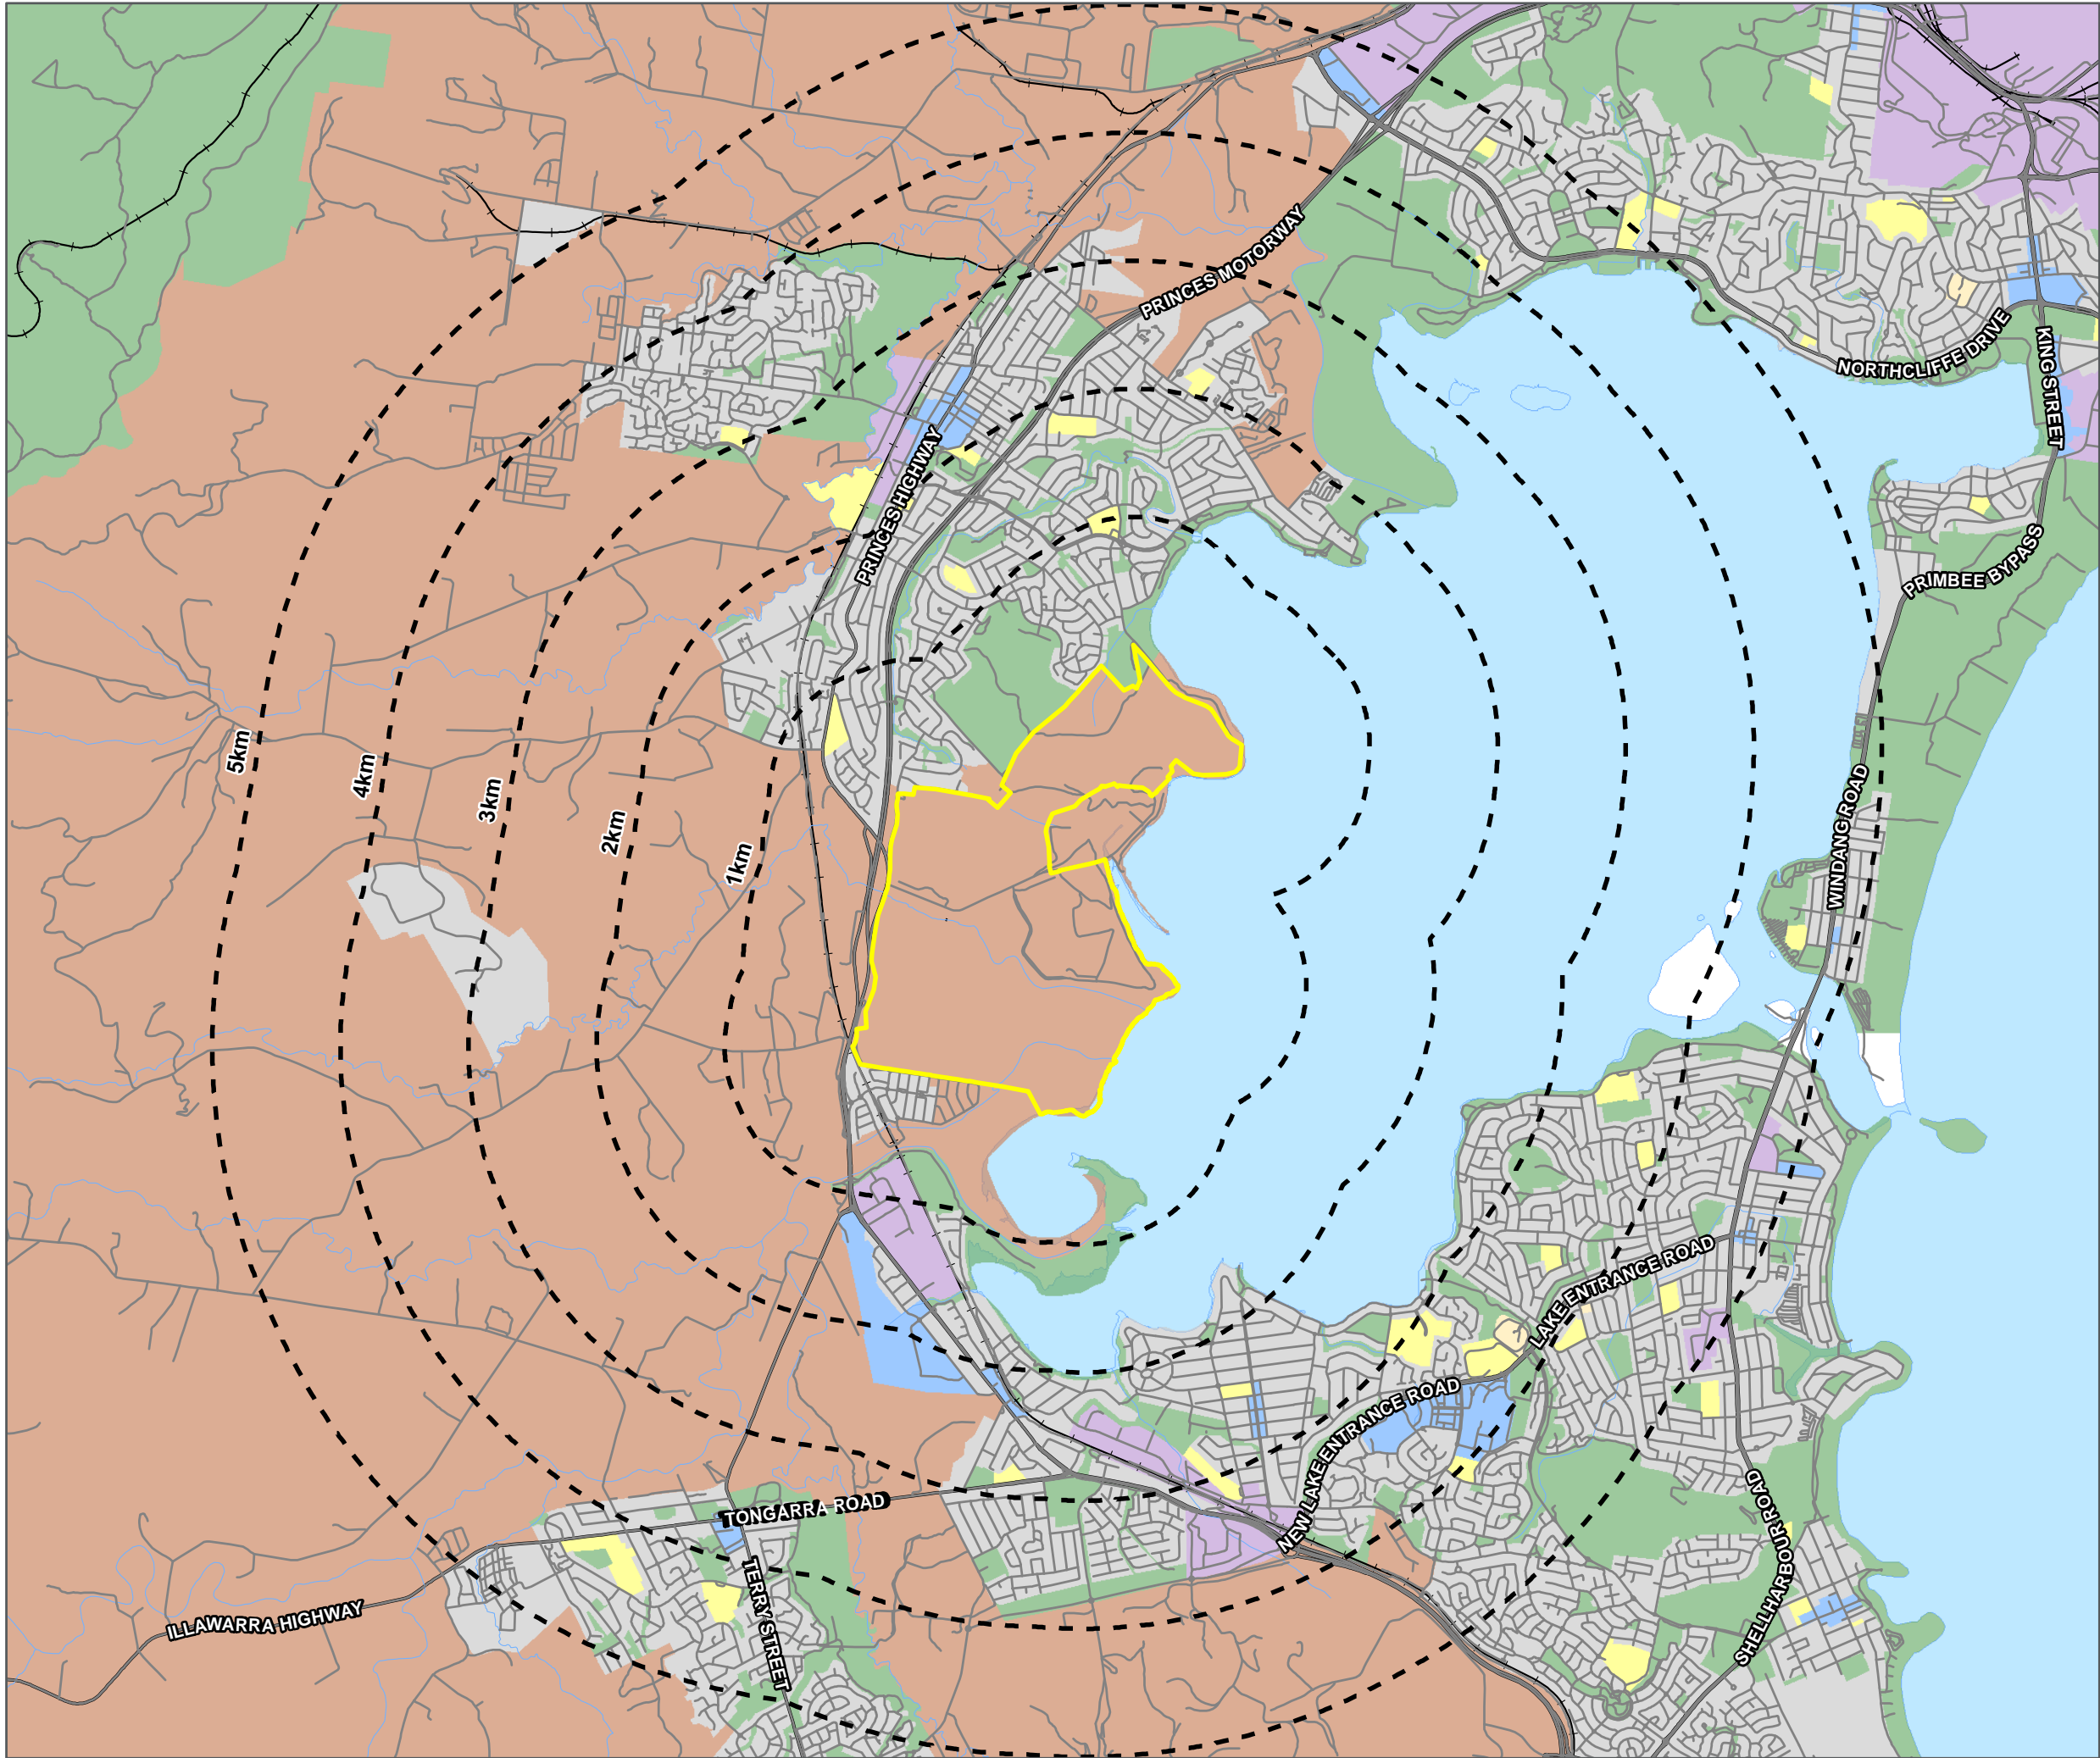 PRINCES MOTORWAY
NORTHCLIFFE DRIVE
KING STREET
PRINCES HIGHWAY
PRIMBEE BYPASS
5km
4km
3km
2km
1km
WINDANG ROAD
LAKE ENTRANCE ROAD
NEW LAKE ENTRANCE ROAD
TONGARRA ROAD
SHELLHARBOUR ROAD
TERRY STREET
ILLAWARRA HIGHWAY